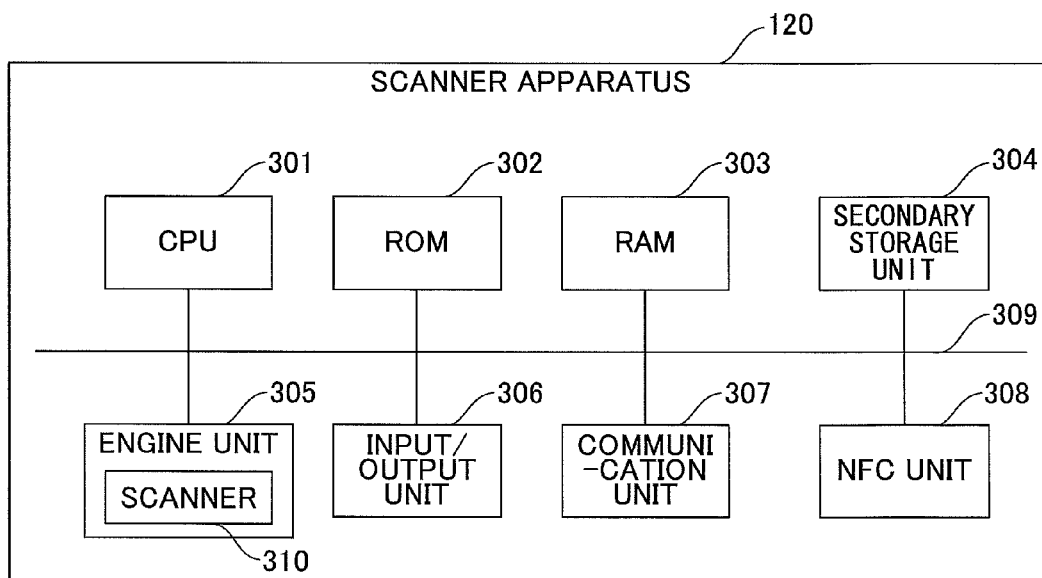 120
SCANNER APPARATUS
301
302
303
304
CPU
ROM
RAM
SECONDARY
STORAGE
UNIT
309
305
306
307
308
ENGINE UNIT
SCANNER
310
INPUT/
OUTPUT
UNIT
COMMUNI
-CATION
UNIT
NFC UNIT